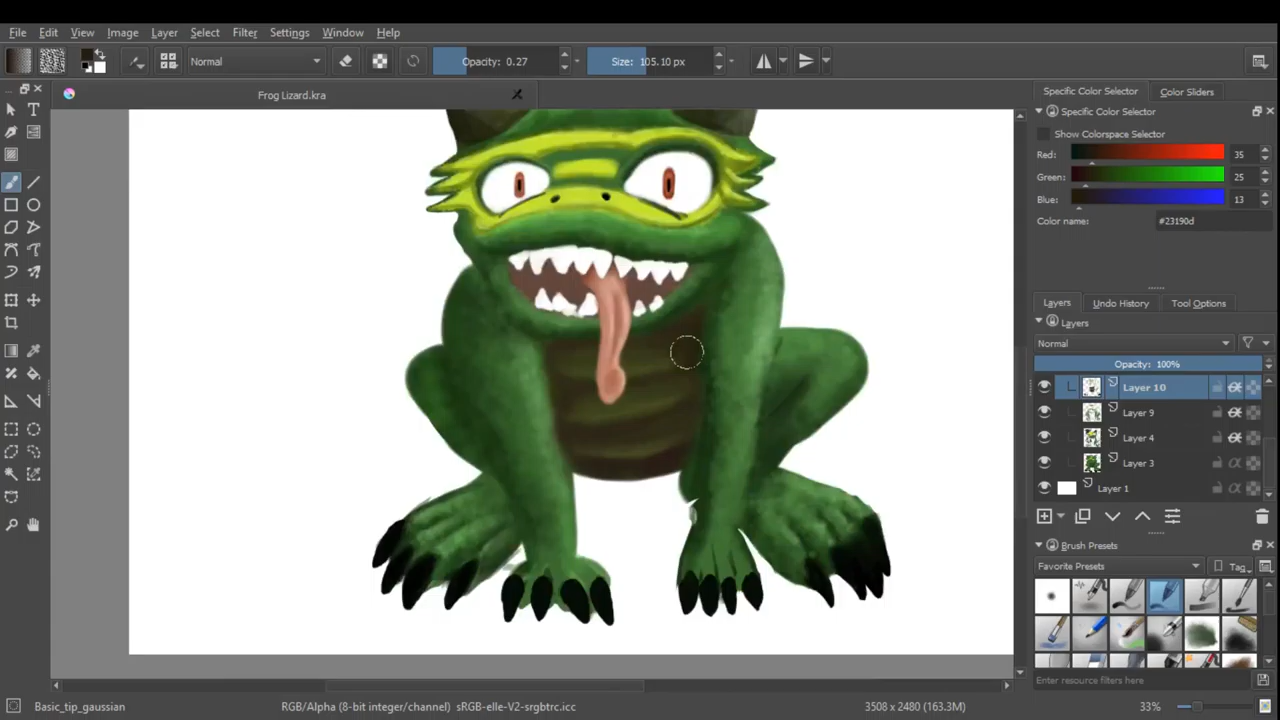 File Edit View Image Layer Select Filter Settings Window Help
Normal Opacity: 0.27 Size: 105.10 px
Frog Lizard.kra
Specific Color Selector Color Sliders
Specific Color Selector
Show Colorspace Selector
Red: 35
Green: 25
Blue: 13
Color name: #23190d
Layers Undo History Tool Options
Layers
Normal
Opacity: 100%
Layer 10
Layer 9
Layer 4
Layer 3
Layer 1
Brush Presets
Favorite Presets Tag
Enter resource filters here
Basic_tip_gaussian RGB/Alpha (8-bit integer/channel) sRGB-elle-V2-srgbtrc.icc 3508 x 2480 (163.3M) 33%